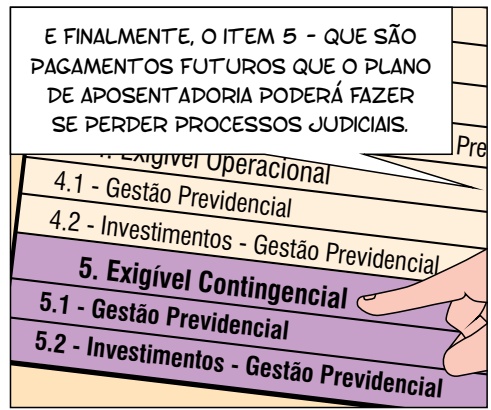 E FINALMENTE, O ITEM 5 - QUE SÃO
PAGAMENTOS FUTUROS QUE O PLANO
DE APOSENTADORIA PODERÁ FAZER
SE PERDER PROCESSOS JUDICIAIS.
Pre
Exigível Operacional
4.1 - Gestão Previdencial
4.2 - Investimentos - Gestão Previdencial
5. Exigível Contingencial
5.1 - Gestão Previdencial
5.2 - Investimentos - Gestão Previdencial